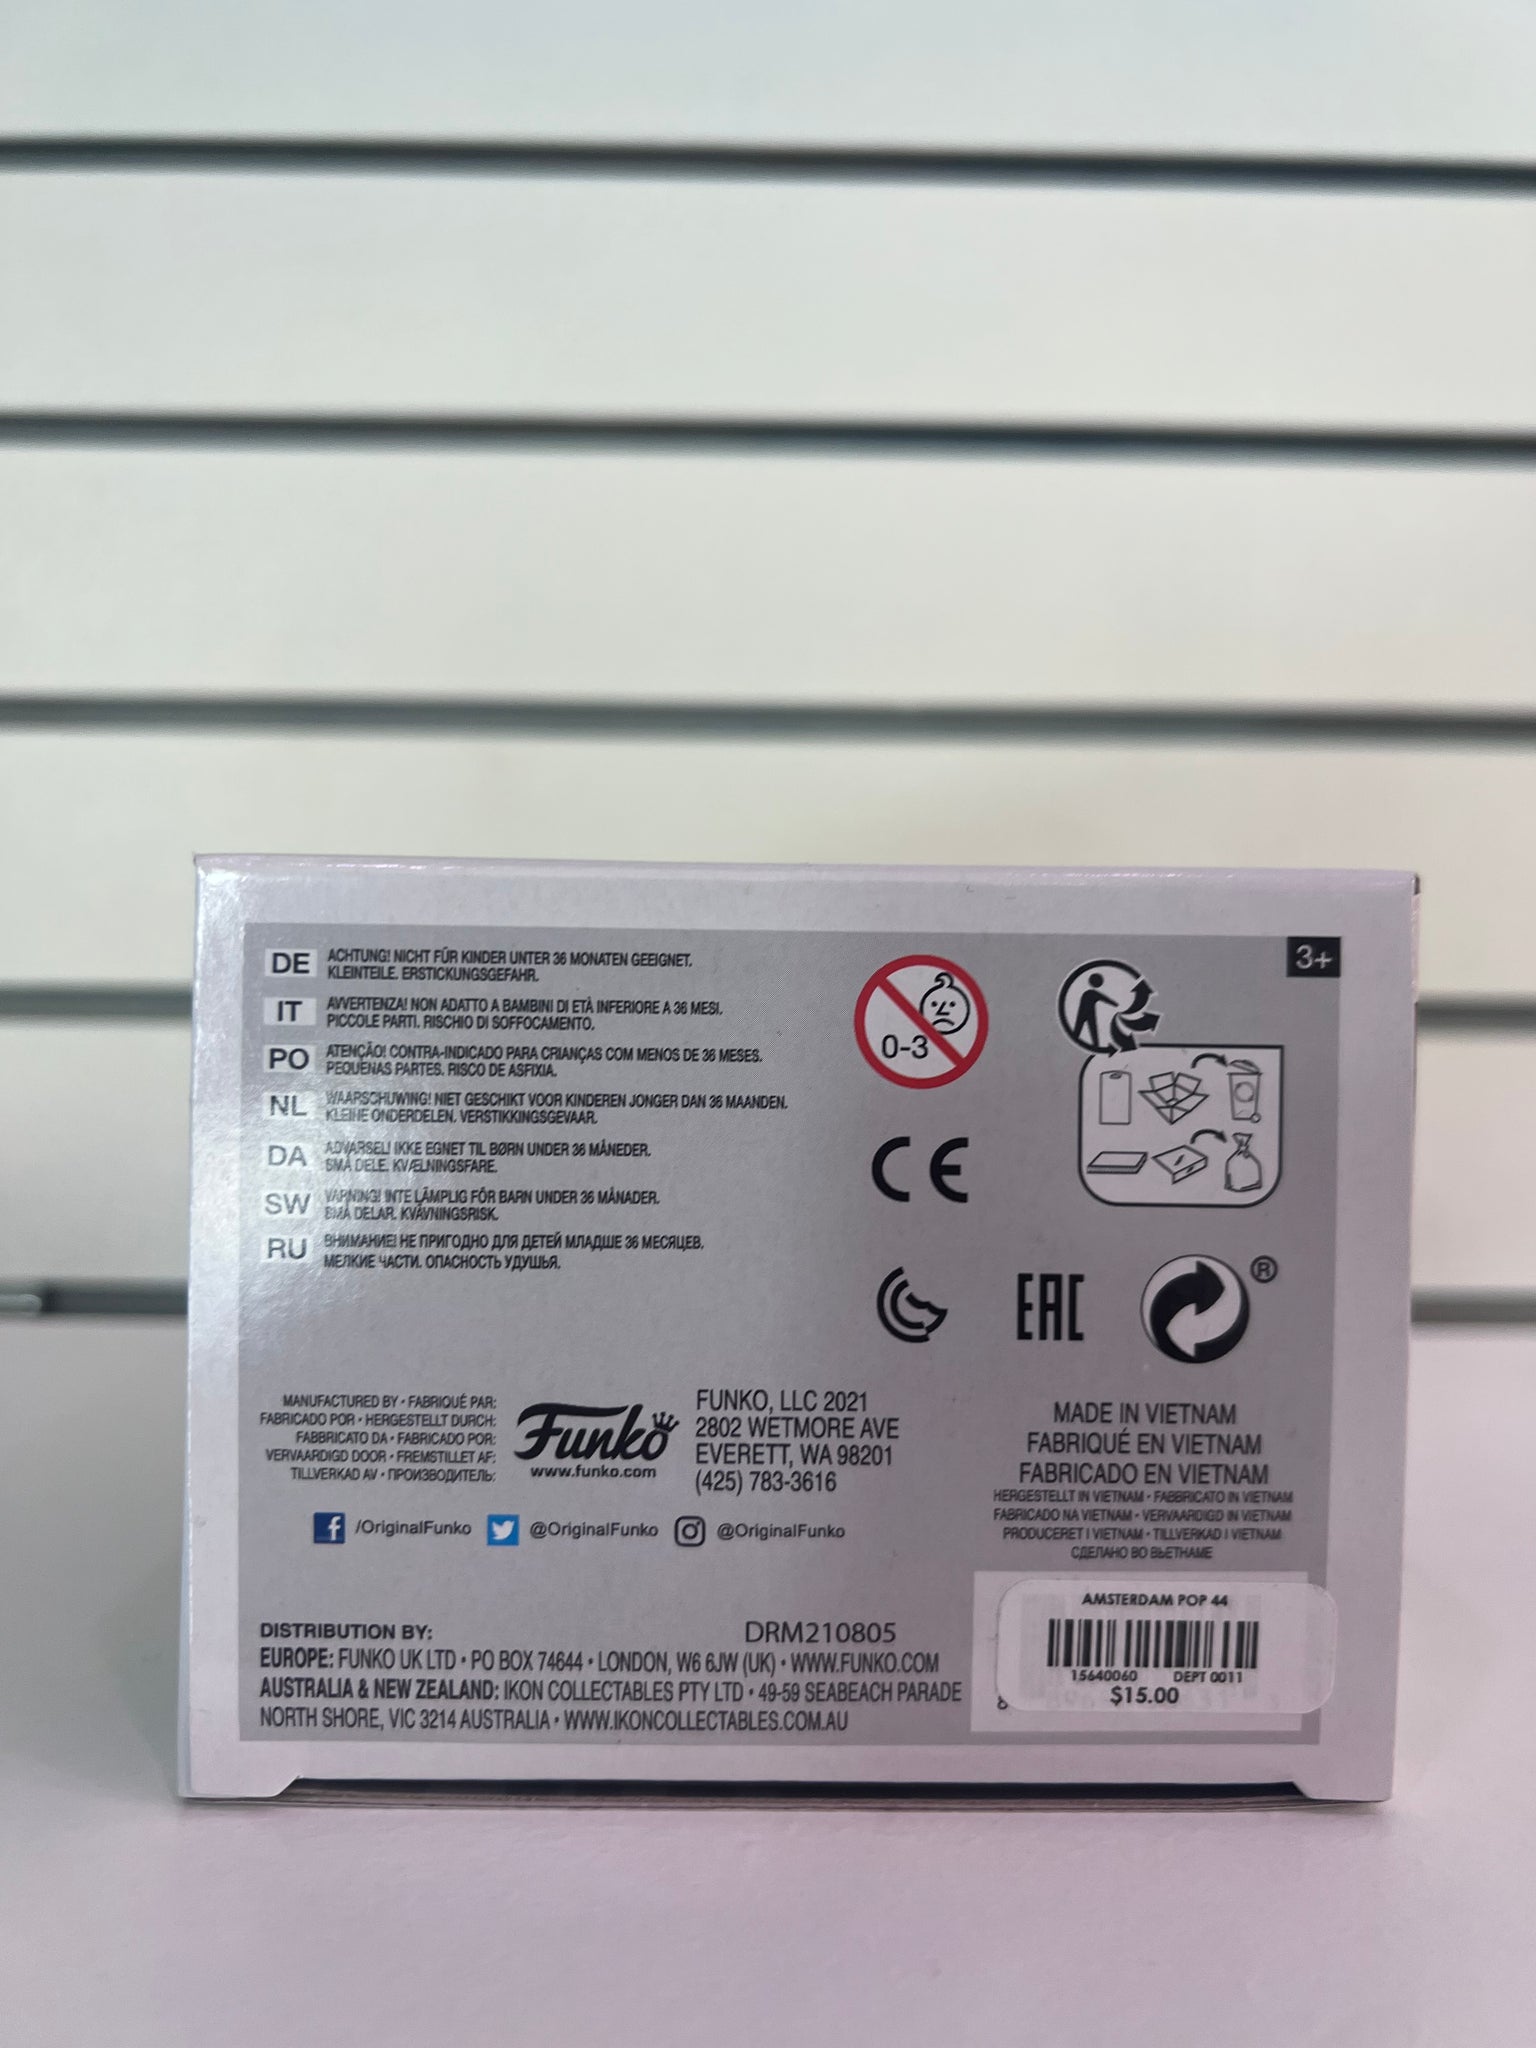 3+
DE ACHTUNG! NICHT FÜR KINDER UNTER 36 MONATEN GEEIGNET.
KLEINTEILE. ERSTICKUNGSGEFAHR.
IT AVVERTENZA! NON ADATTO A BAMBINI DI ETÀ INFERIORE A 36 MESI.
PICCOLE PARTI. RISCHIO DI SOFFOCAMENTO.
PO ATENÇÃO! CONTRA-INDICADO PARA CRIANÇAS COM MENOS DE 36 MESES.
PEQUENAS PARTES. RISCO DE ASFIXIA.
NL WAARSCHUWING! NIET GESCHIKT VOOR KINDEREN JONGER DAN 36 MAANDEN.
KLEINE ONDERDELEN. VERSTIKKINGSGEVAAR.
DA ADVARSEL! IKKE EGNET TIL BØRN UNDER 36 MÅNEDER.
SMÅ DELE. KVÆLNINGSFARE.
SW VARNING! INTE LÄMPLIG FÖR BARN UNDER 36 MÅNADER.
SMÅ DELAR. KVÄVNINGSRISK.
RU ВНИМАНИЕ! НЕ ПРИГОДНО ДЛЯ ДЕТЕЙ МЛАДШЕ 36 МЕСЯЦЕВ.
МЕЛКИЕ ЧАСТИ. ОПАСНОСТЬ УДУШЬЯ.
0-3
CE
EAC
®
MANUFACTURED BY • FABRIQUÉ PAR:
FABRICADO POR • HERGESTELLT DURCH:
FABBRICATO DA • FABRICADO POR:
VERVAARDIGD DOOR • FREMSTILLET AF:
TILLVERKAD AV • ПРОИЗВОДИТЕЛЬ:
Funko
www.funko.com
FUNKO, LLC 2021
2802 WETMORE AVE
EVERETT, WA 98201
(425) 783-3616
/OriginalFunko @OriginalFunko @OriginalFunko
MADE IN VIETNAM
FABRIQUÉ EN VIETNAM
FABRICADO EN VIETNAM
HERGESTELLT IN VIETNAM • FABBRICATO IN VIETNAM
FABRICADO NA VIETNAM • VERVAARDIGD IN VIETNAM
PRODUCERET I VIETNAM • TILLVERKAD I VIETNAM
СДЕЛАНО ВО ВЬЕТНАМЕ
DISTRIBUTION BY: DRM210805
EUROPE: FUNKO UK LTD • PO BOX 74644 • LONDON, W6 6JW (UK) • WWW.FUNKO.COM
AUSTRALIA & NEW ZEALAND: IKON COLLECTABLES PTY LTD • 49-59 SEABEACH PARADE
NORTH SHORE, VIC 3214 AUSTRALIA • WWW.IKONCOLLECTABLES.COM.AU
AMSTERDAM POP 44
15640060 DEPT 0011
$15.00